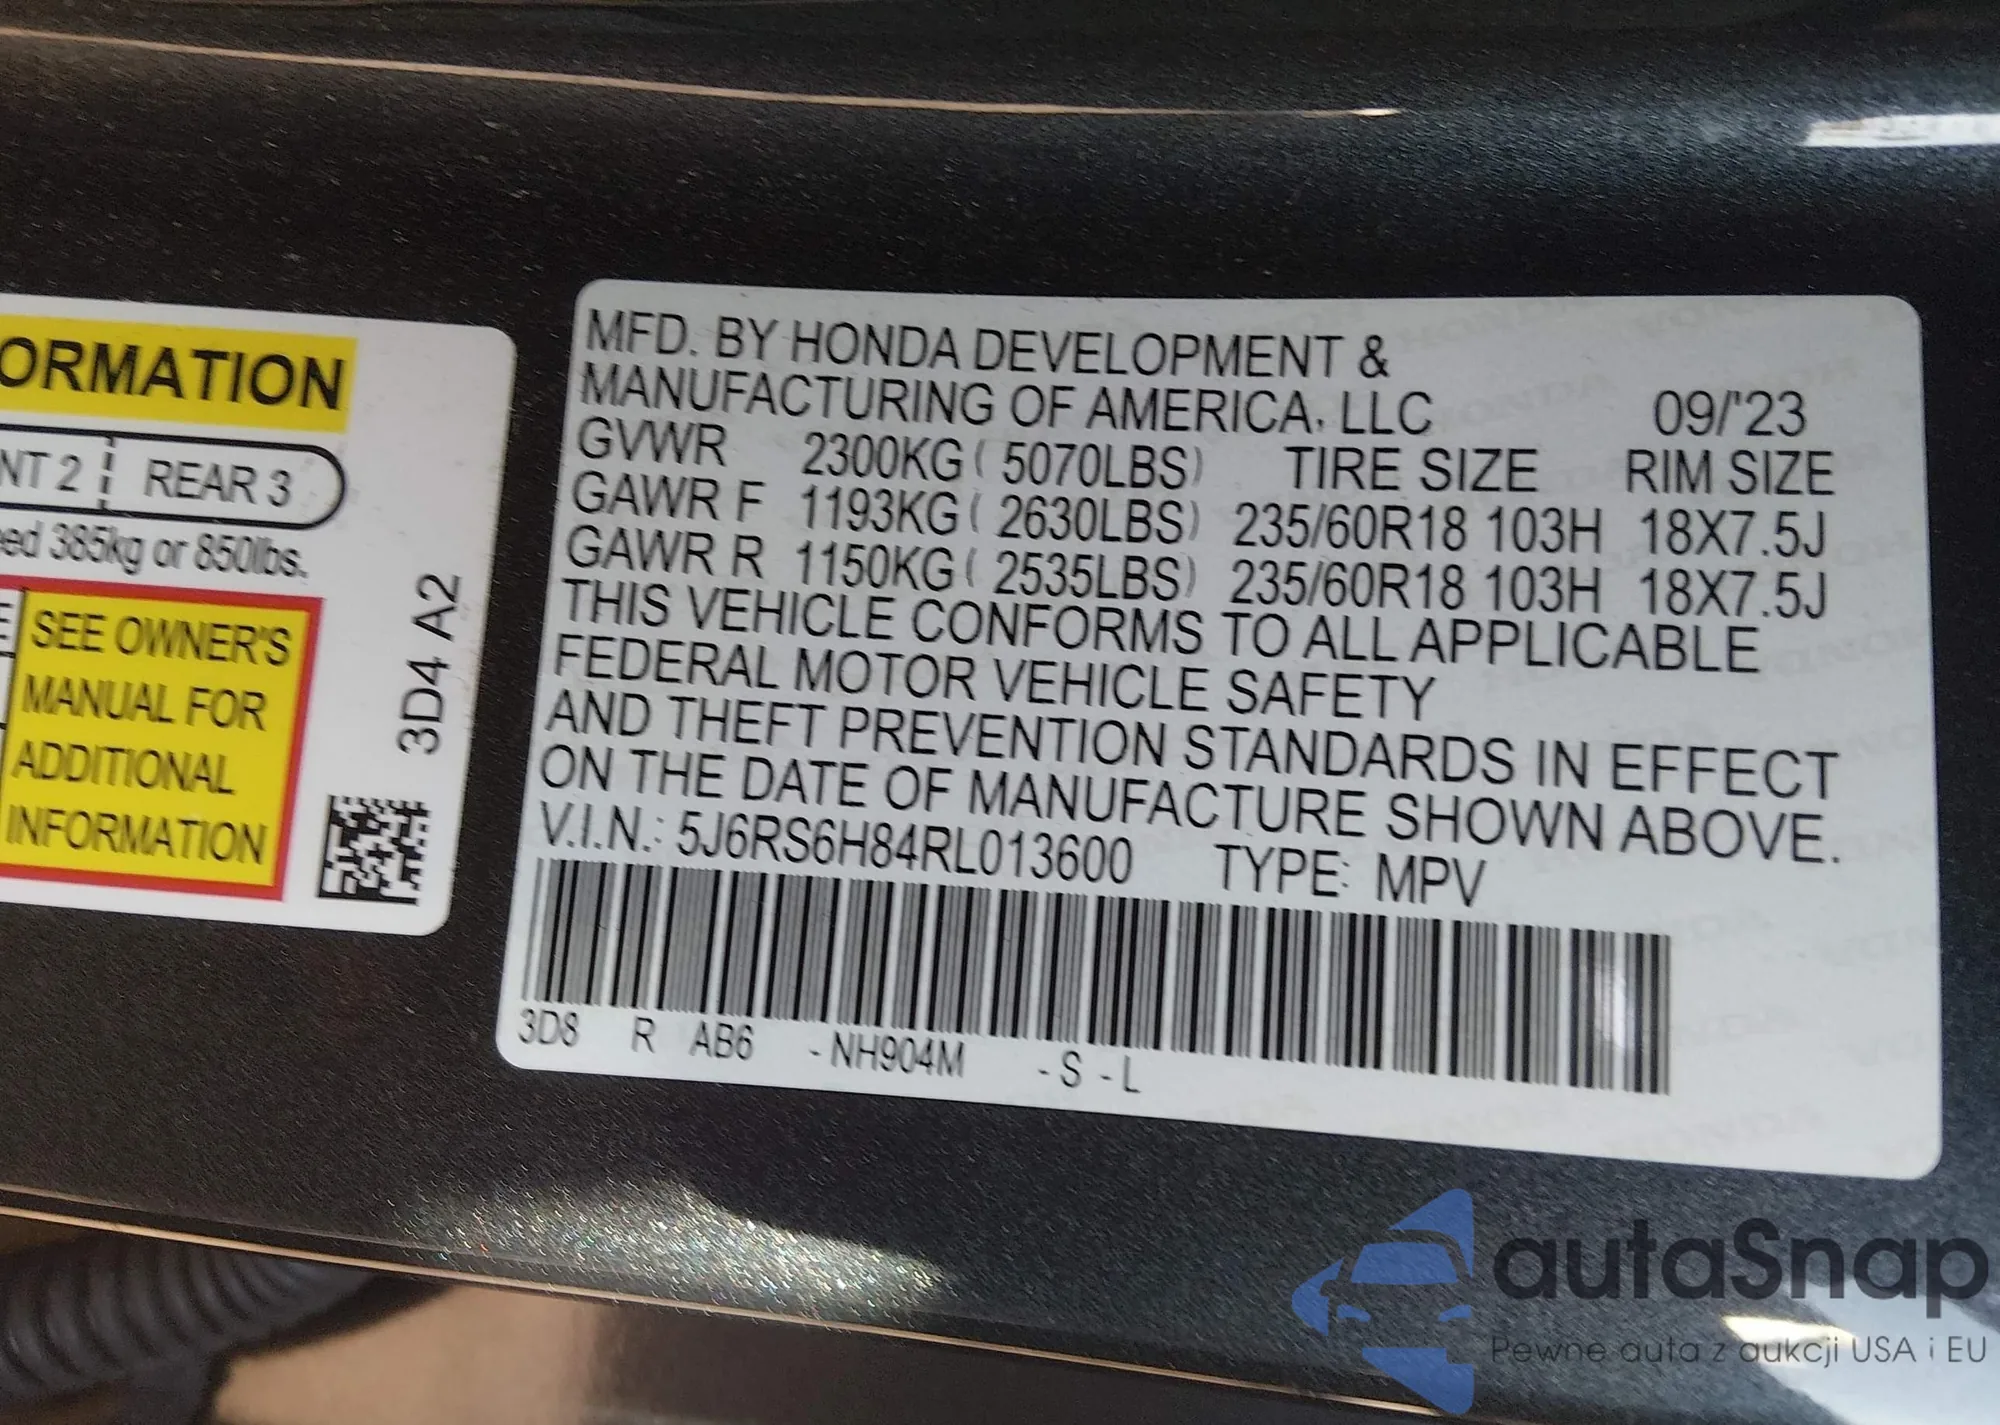 ORMATION
NT 2 REAR 3
ed 385kg or 850lbs.
SEE OWNER'S
MANUAL FOR
ADDITIONAL
INFORMATION
3D4 A2
MFD. BY HONDA DEVELOPMENT &
MANUFACTURING OF AMERICA, LLC 09/'23
GVWR 2300KG ( 5070LBS) TIRE SIZE RIM SIZE
GAWR F 1193KG ( 2630LBS) 235/60R18 103H 18X7.5J
GAWR R 1150KG ( 2535LBS) 235/60R18 103H 18X7.5J
THIS VEHICLE CONFORMS TO ALL APPLICABLE
FEDERAL MOTOR VEHICLE SAFETY
AND THEFT PREVENTION STANDARDS IN EFFECT
ON THE DATE OF MANUFACTURE SHOWN ABOVE.
V.I.N.: 5J6RS6H84RL013600 TYPE: MPV
3D8 R AB6 -NH904M -S -L
autaSnap
Pewne auta z aukcji USA i EU